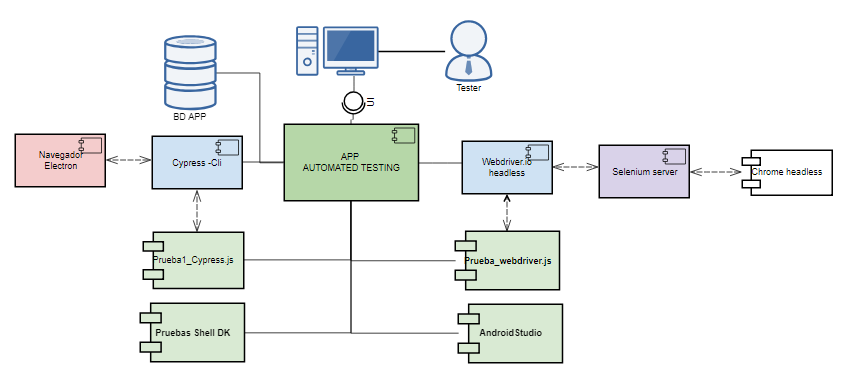 Tester
BD APP
UI
Navegador
Electron
Cypress -Cli
APP
AUTOMATED TESTING
Webdriver.io
headless
Selenium server
Chrome headless
Prueba1_Cypress.js
Prueba_webdriver.js
Pruebas Shell DK
AndroidStudio